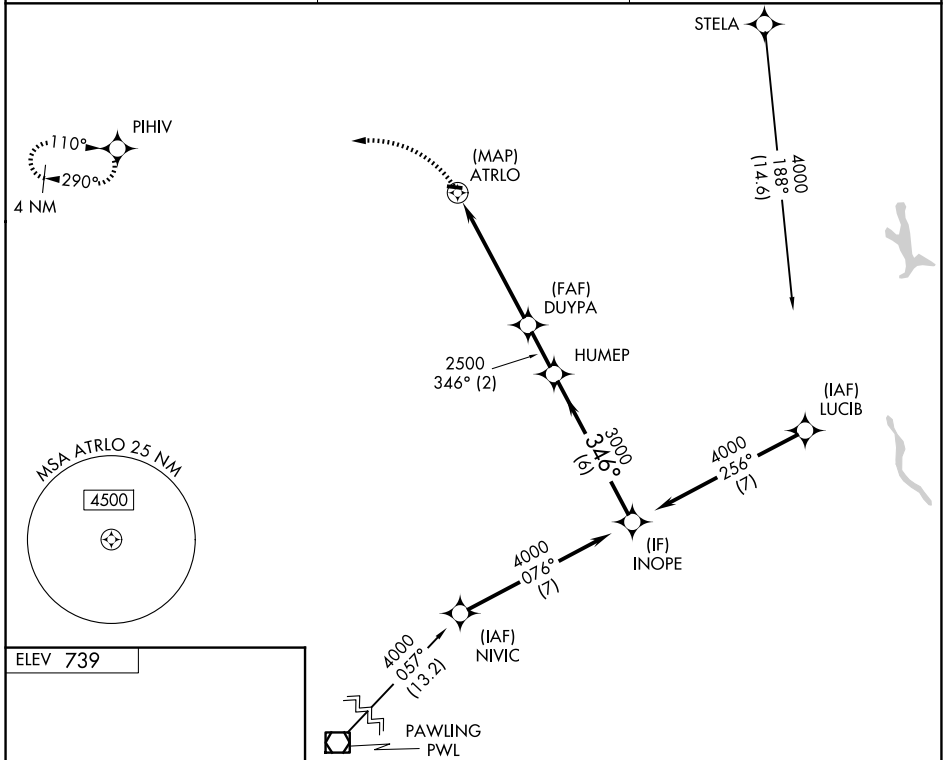 STELA
PIHIV
110°
290°
4 NM
(MAP)
ATRLO
4000
188°
(14.6)
(FAF)
DUYPA
2500
346° (2)
HUMEP
3000
346°
(6)
(IAF)
LUCIB
4000
256°
(7)
MSA ATRLO 25 NM
4500
4000
076°
(7)
(IF)
INOPE
(IAF)
NIVIC
4000
057°
(13.2)
ELEV 739
PAWLING
PWL